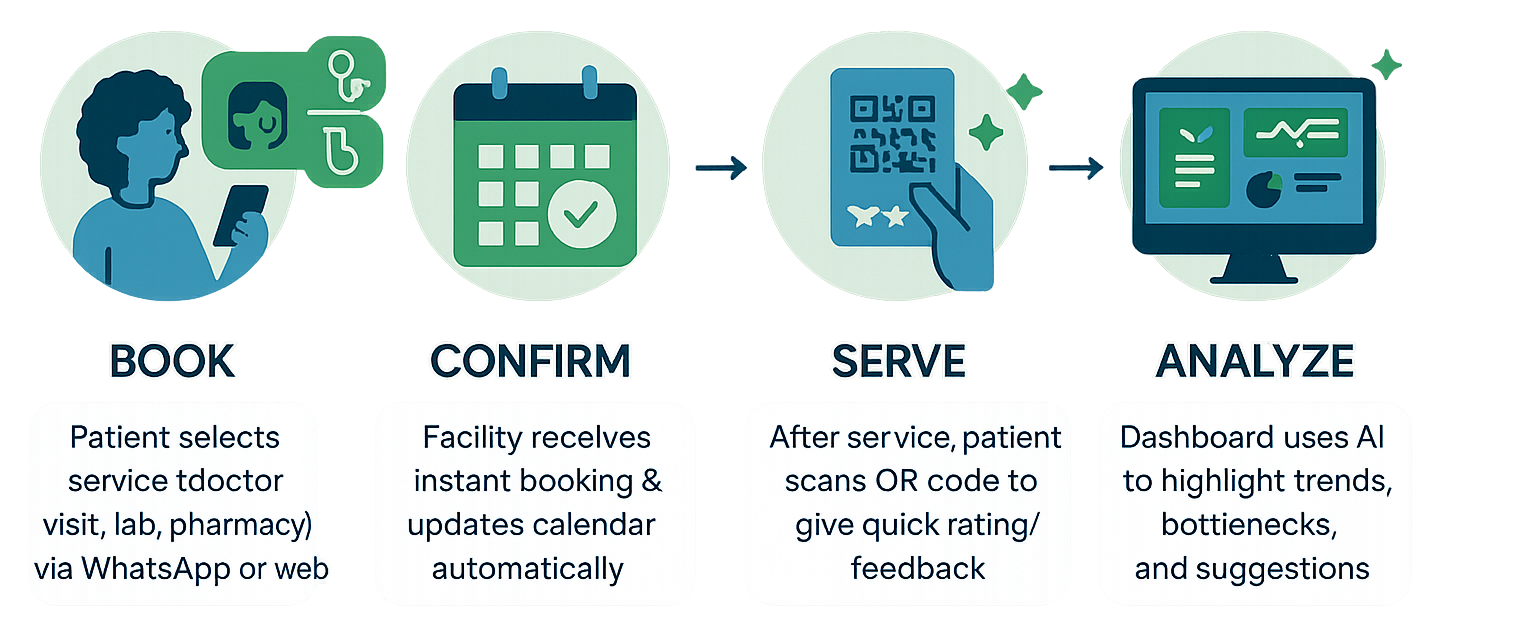 BOOK
Patient selects
service tdoctor
visit, lab, pharmacy)
via WhatsApp or web
CONFIRM
Facility recelves
instant booking &
updates calendar
automatically
SERVE
After service, patient
scans OR code to
give quick rating/
feedback
ANALYZE
Dashboard uses AI
to highlight trends,
bottienecks,
and suggestions